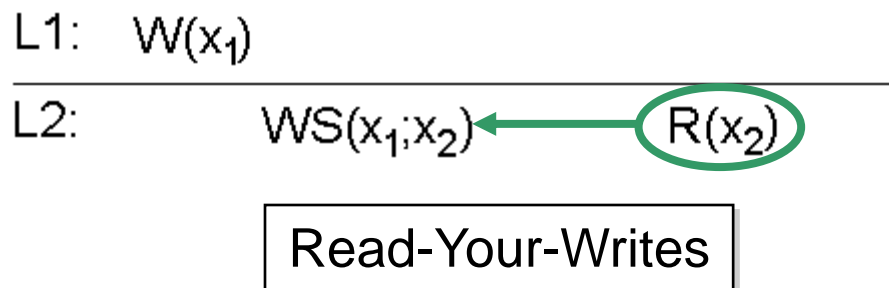 L1: W(x₁)
L2: WS(x₁;x₂) R(x₂)
Read-Your-Writes